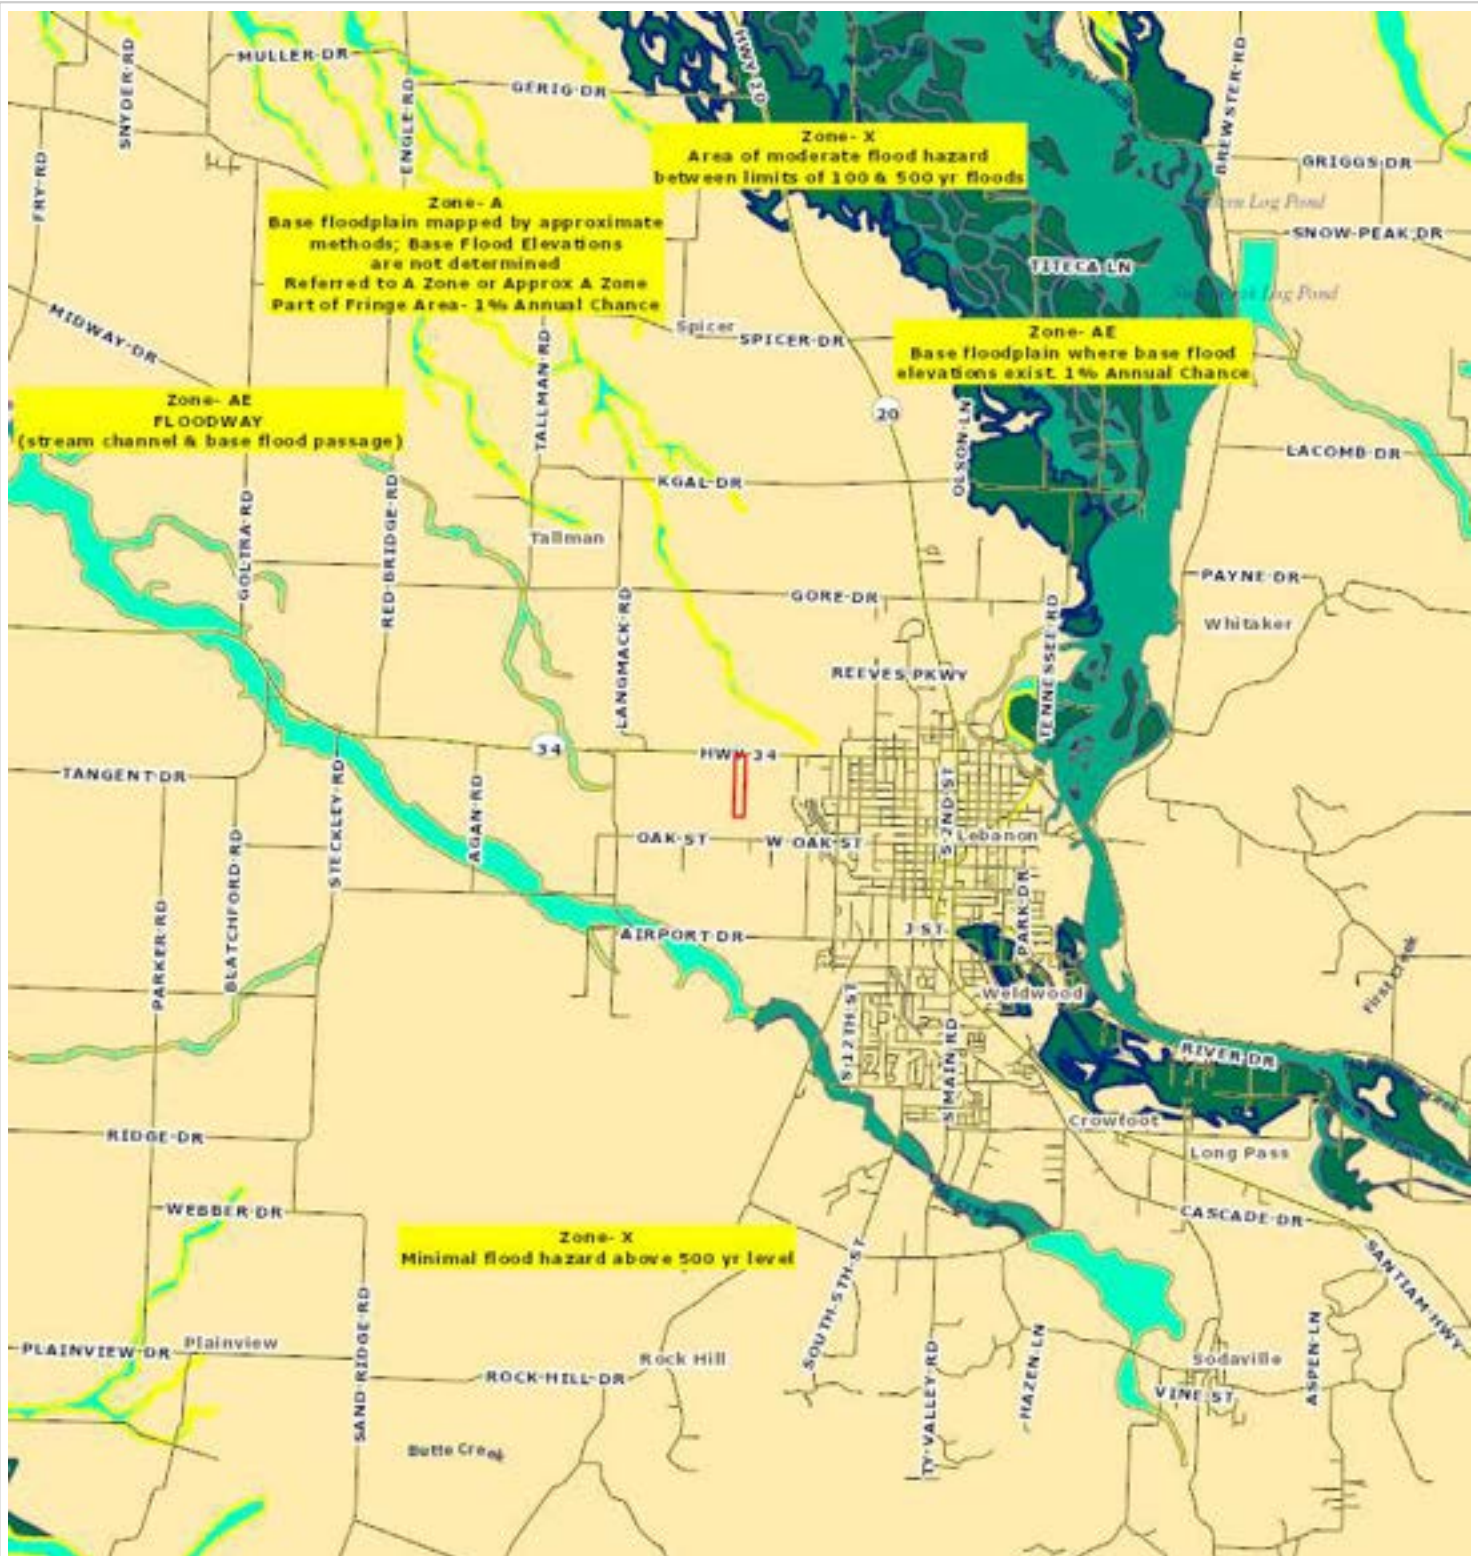 MULLER DR
SNYDER RD
FRY RD
ENGLE RD
GERIG DR
HWY 20
BREWSTER RD
GRIGGS DR
Zone- X
Area of moderate flood hazard
between limits of 100 & 500 yr floods
Log Pond
SNOW PEAK DR
Zone- A
Base floodplain mapped by approximate
methods; Base Flood Elevations
are not determined
Referred to A Zone or Approx A Zone
Part of Fringe Area- 1% Annual Chance
TITECA LN
Log Pond
MIDWAY DR
Spicer
SPICER DR
TALLMAN RD
Zone- AE
Base floodplain where base flood
elevations exist. 1% Annual Chance
Zone- AE
FLOODWAY
(stream channel & base flood passage)
20
OLSON LN
LACOMB DR
KGAL DR
GOLTRA RD
RED BRIDGE RD
Tallman
PAYNE DR
GORE DR
LANGMACK RD
TENNESSEE RD
Whitaker
REEVES PKWY
34
HWY 34
TANGENT DR
STECKLEY RD
AGAN RD
S 2ND ST
OAK ST
W OAK ST
Lebanon
PARKER RD
BLATCHFORD RD
PARK DR
AIRPORT DR
J ST
First Creek
Weldwood
S 12TH ST
S MAIN RD
RIVER DR
Crowfoot
RIDGE DR
Long Pass
WEBBER DR
CASCADE DR
Zone- X
Minimal flood hazard above 500 yr level
SOUTH 5TH ST
SANTIAM HWY
PLAINVIEW DR
Plainview
SAND RIDGE RD
ROCK HILL DR
Rock Hill
TY VALLEY RD
HAZEN LN
Sodaville
ASPEN LN
VINE ST
Butte Creek